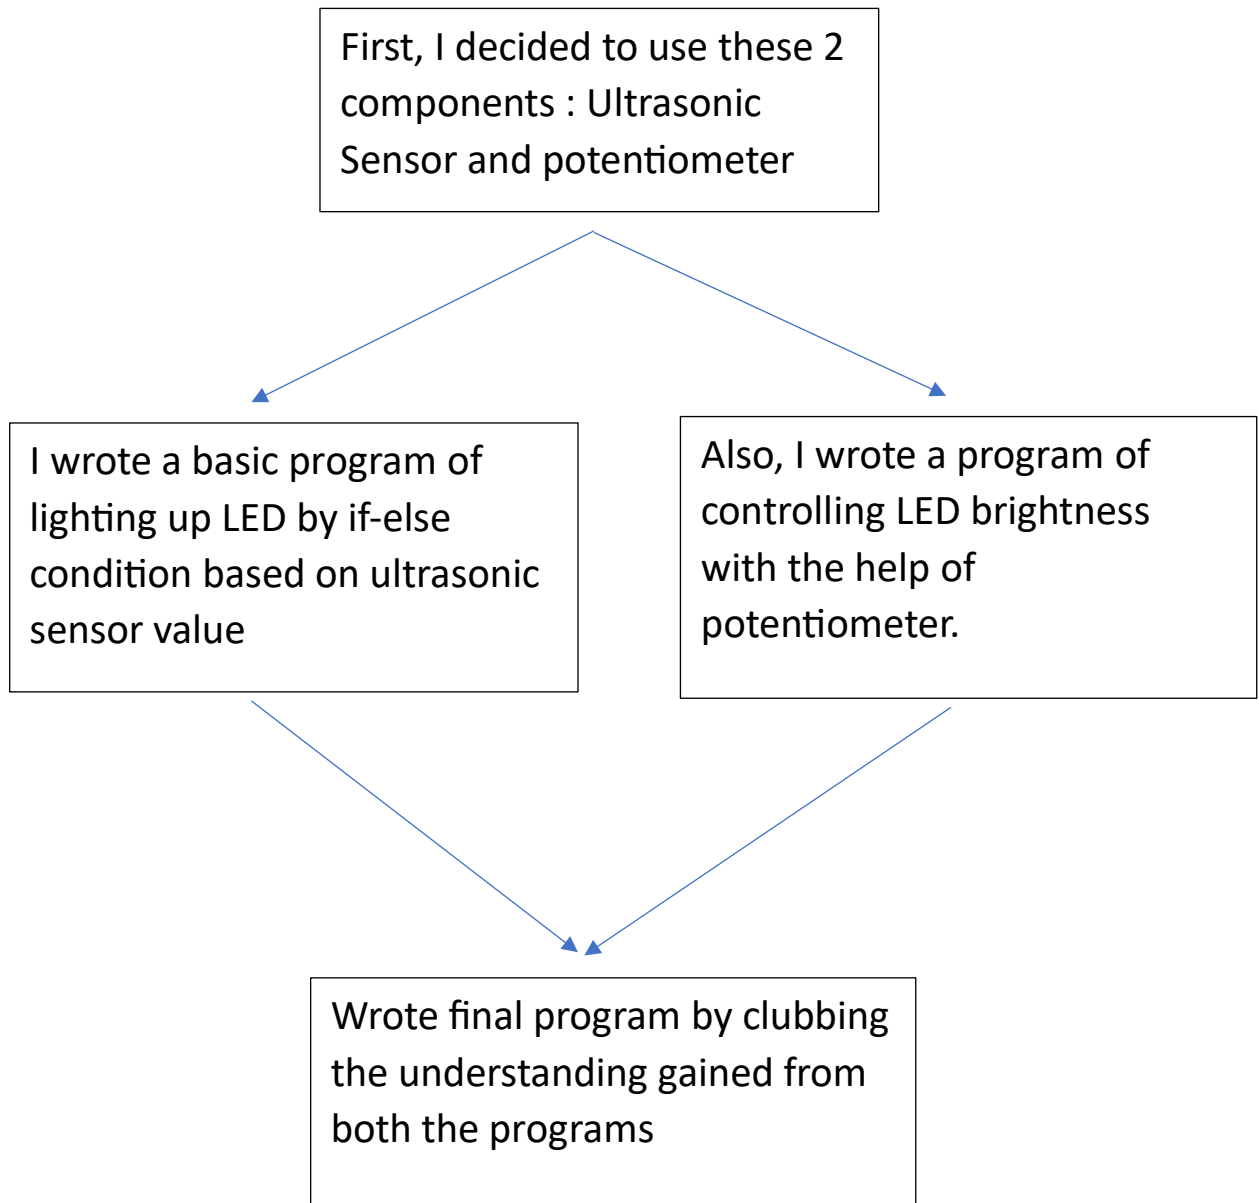 First, I decided to use these 2
components : Ultrasonic
Sensor and potentiometer
I wrote a basic program of
lighting up LED by if-else
condition based on ultrasonic
sensor value
Also, I wrote a program of
controlling LED brightness
with the help of
potentiometer.
Wrote final program by clubbing
the understanding gained from
both the programs